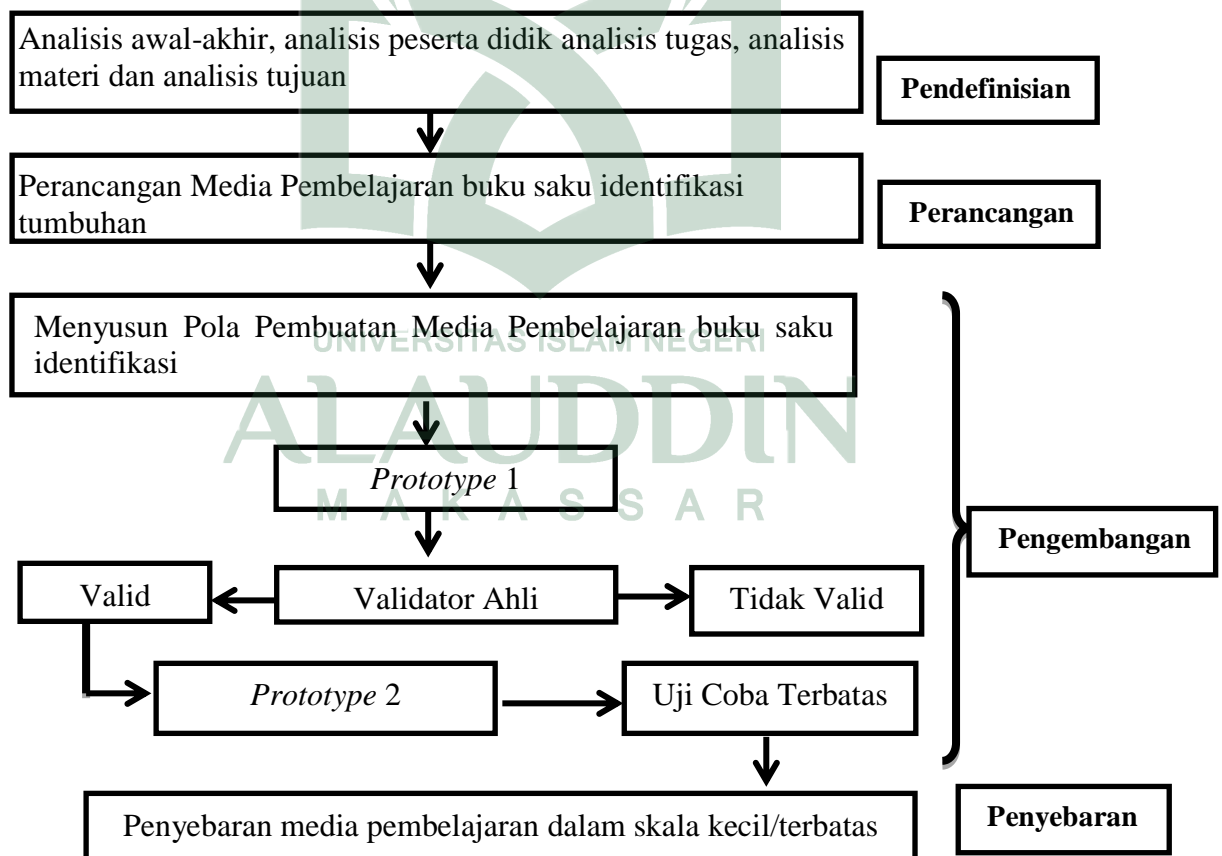 Analisis awal-akhir, analisis peserta didik analisis tugas, analisis
materi dan analisis tujuan
Pendefinisian
Perancangan Media Pembelajaran buku saku identifikasi
tumbuhan
Perancangan
Menyusun Pola Pembuatan Media Pembelajaran buku saku
identifikasi
UNIVERSITAS ISLAM NEGERI
ALAUDDIN
MAKASSAR
Prototype 1
Pengembangan
Valid
Validator Ahli
Tidak Valid
Prototype 2
Uji Coba Terbatas
Penyebaran media pembelajaran dalam skala kecil/terbatas
Penyebaran